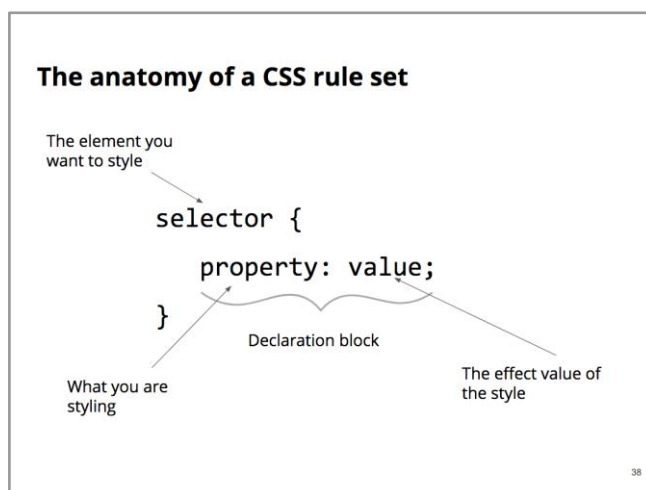 The anatomy of a CSS rule set
The element you
want to style
selector {
property: value;
}
Declaration block
What you are
styling
The effect value of
the style
38